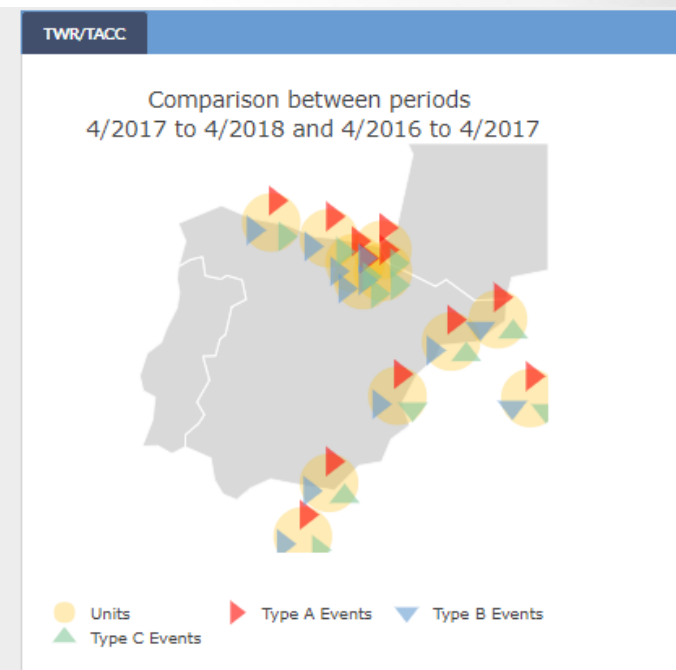 TWR/TACC
Comparison between periods
4/2017 to 4/2018 and 4/2016 to 4/2017
Units
Type A Events
Type B Events
Type C Events